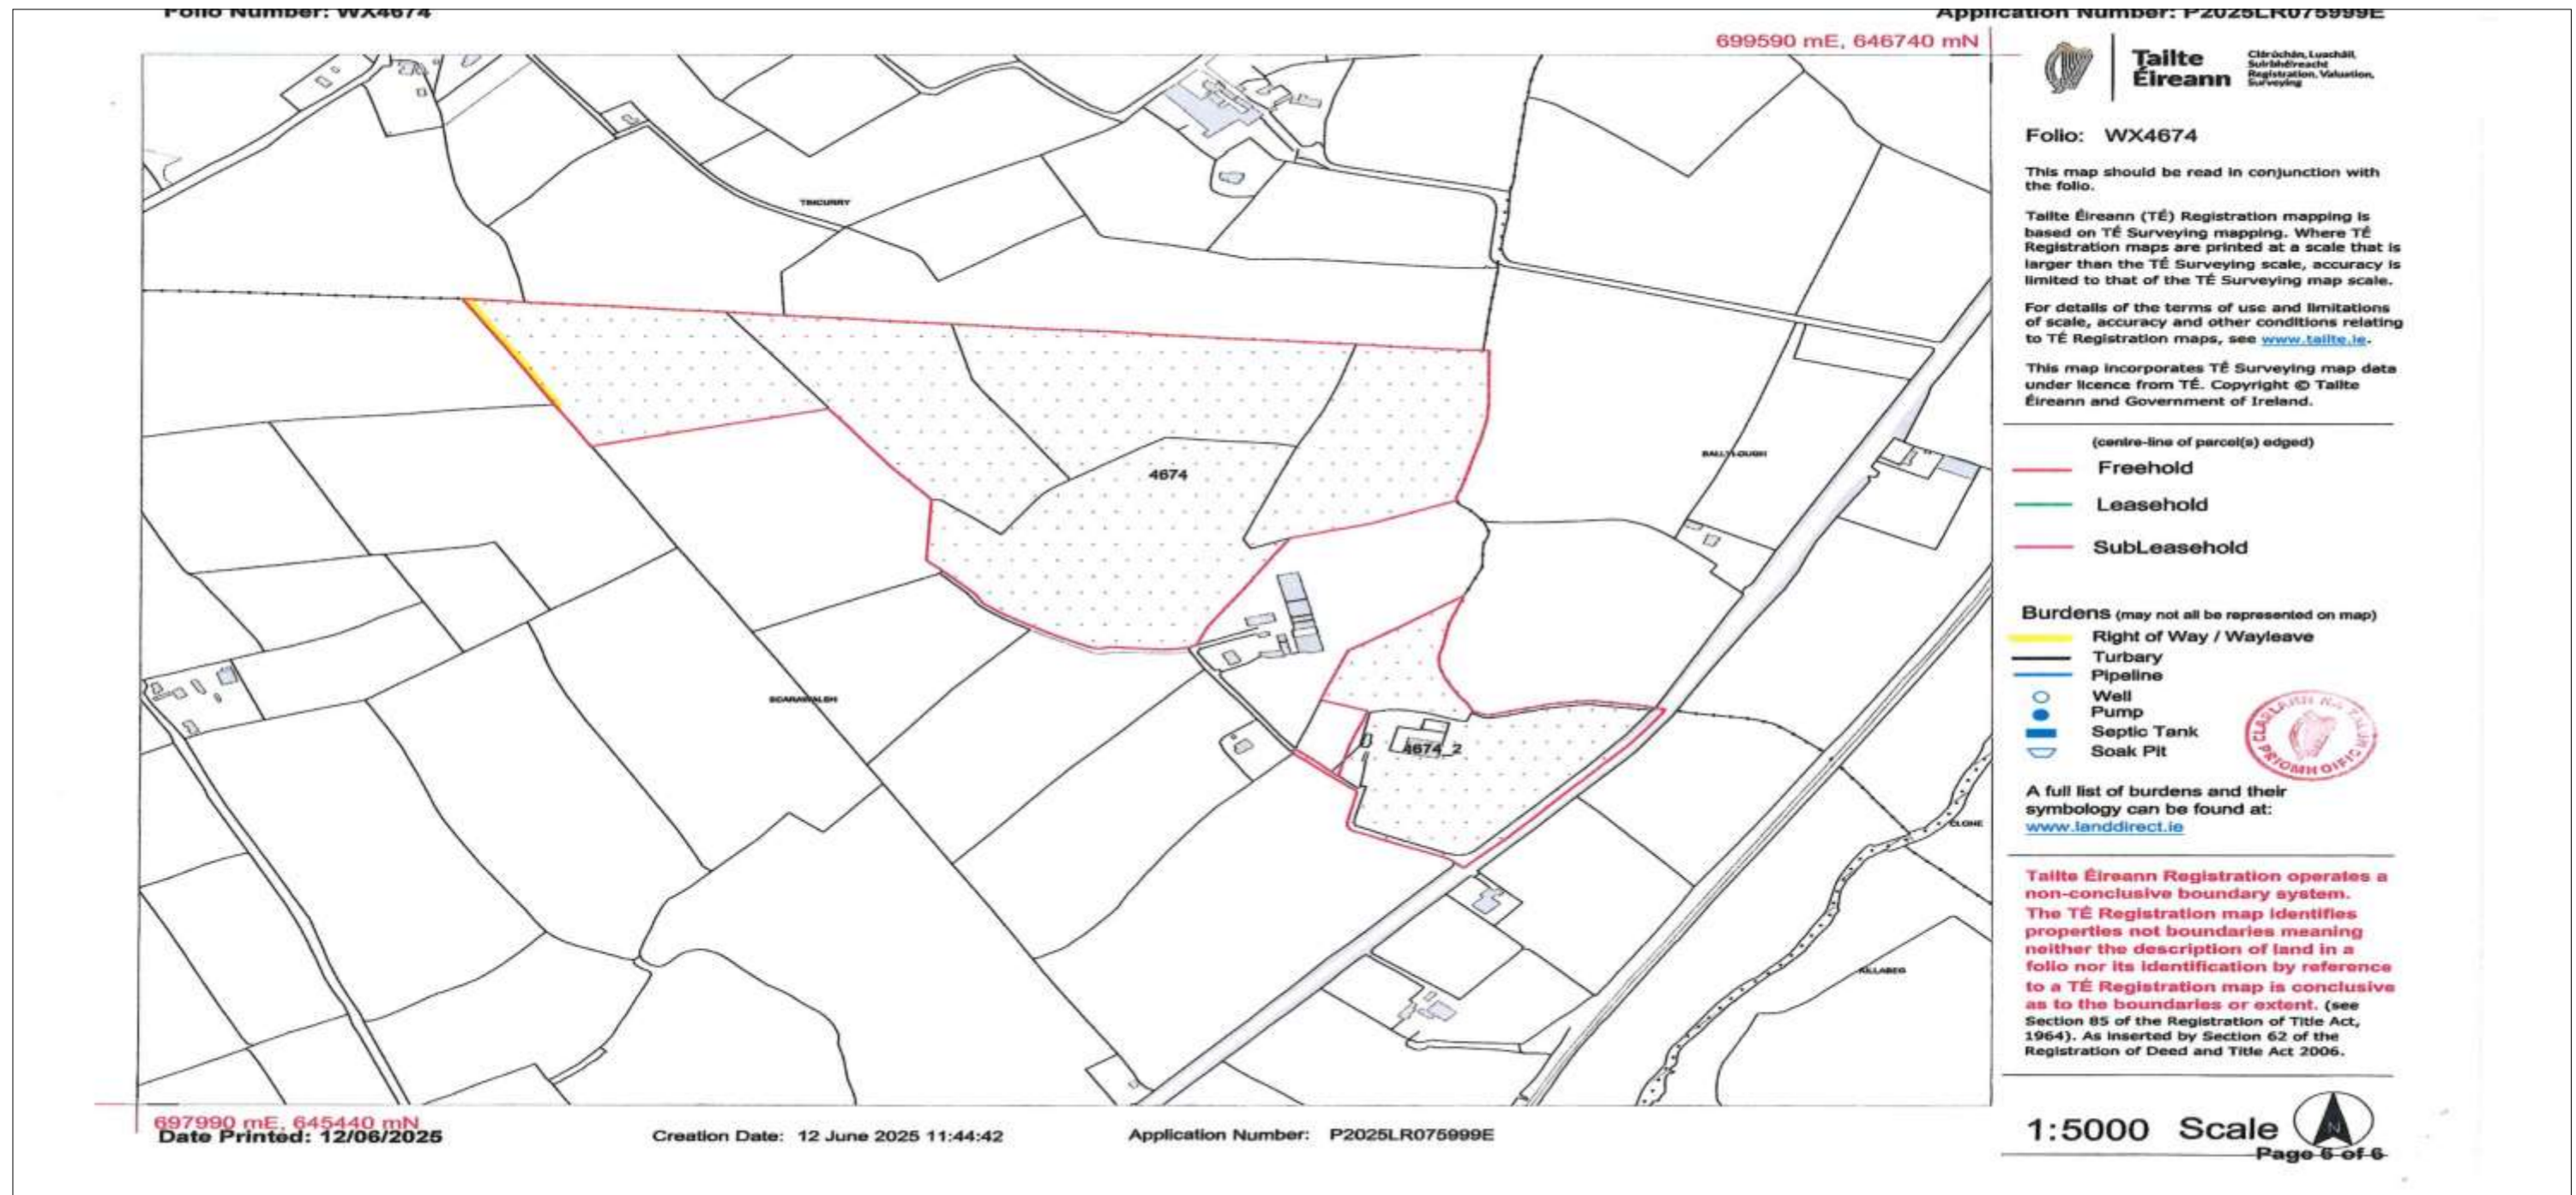 Folio Number: WX4674
Application Number: P2025LR075999E
699590 mE, 646740 mN
Tailte
Éireann
Clárúchán, Luacháil,
Suirbhéireacht
Registration, Valuation,
Surveying
Folio: WX4674
This map should be read in conjunction with
the folio.
Tailte Éireann (TÉ) Registration mapping is
based on TÉ Surveying mapping. Where TÉ
Registration maps are printed at a scale that is
larger than the TÉ Surveying scale, accuracy is
limited to that of the TÉ Surveying map scale.
For details of the terms of use and limitations
of scale, accuracy and other conditions relating
to TÉ Registration maps, see www.tailte.ie.
This map incorporates TÉ Surveying map data
under licence from TÉ. Copyright © Tailte
Éireann and Government of Ireland.
(centre-line of parcel(s) edged)
Freehold
Leasehold
SubLeasehold
Burdens (may not all be represented on map)
Right of Way / Wayleave
Turbary
Pipeline
Well
Pump
Septic Tank
Soak Pit
A full list of burdens and their
symbology can be found at:
www.landdirect.ie
Tailte Éireann Registration operates a
non-conclusive boundary system.
The TÉ Registration map identifies
properties not boundaries meaning
neither the description of land in a
folio nor its identification by reference
to a TÉ Registration map is conclusive
as to the boundaries or extent. (see
Section 85 of the Registration of Title Act,
1964). As inserted by Section 62 of the
Registration of Deed and Title Act 2006.
1:5000 Scale
N
Page 6 of 6
TINCURRY
BALLYLOUGH
4674
SCARAWALSH
4674_2
CLONE
KILLABEG
697990 mE, 645440 mN
Date Printed: 12/06/2025
Creation Date: 12 June 2025 11:44:42
Application Number: P2025LR075999E